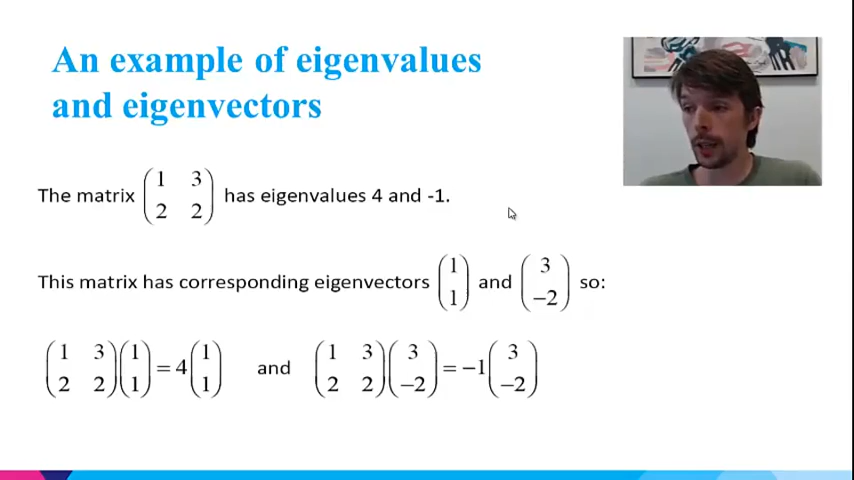 An example of eigenvalues
and eigenvectors
The matrix (1 3
2 2) has eigenvalues 4 and -1.
This matrix has corresponding eigenvectors (1
1) and (3
−2) so:
(1 3
2 2)(1
1) = 4(1
1) and (1 3
2 2)(3
−2) = −1(3
−2)